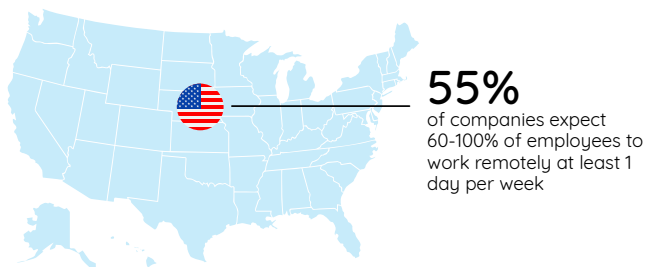 55%
of companies expect
60-100% of employees to
work remotely at least 1
day per week